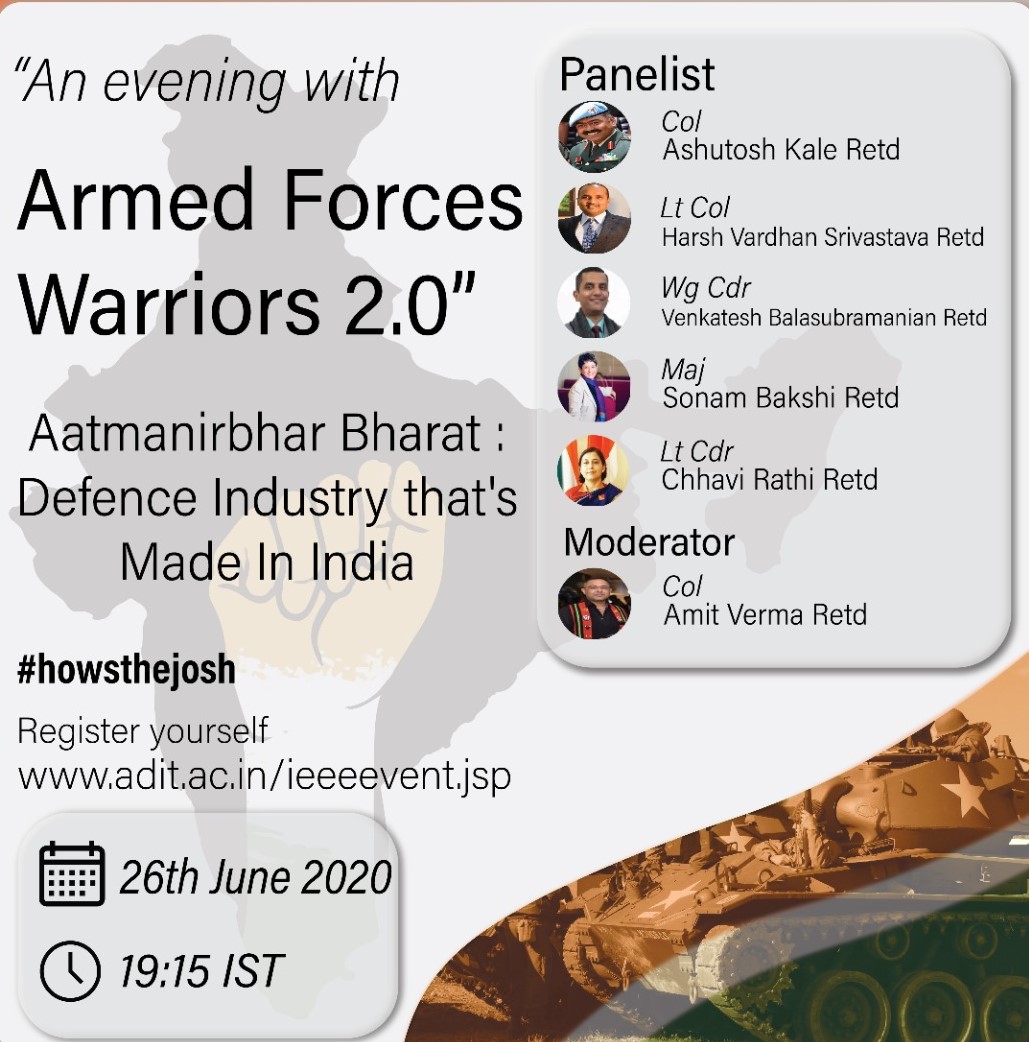 “An evening with
Armed Forces
Warriors 2.0”
Aatmanirbhar Bharat :
Defence Industry that's
Made In India
#howsthejosh
Register yourself
www.adit.ac.in/ieeeevent.jsp
26th June 2020
19:15 IST
Panelist
Col
Ashutosh Kale Retd
Lt Col
Harsh Vardhan Srivastava Retd
Wg Cdr
Venkatesh Balasubramanian Retd
Maj
Sonam Bakshi Retd
Lt Cdr
Chhavi Rathi Retd
Moderator
Col
Amit Verma Retd